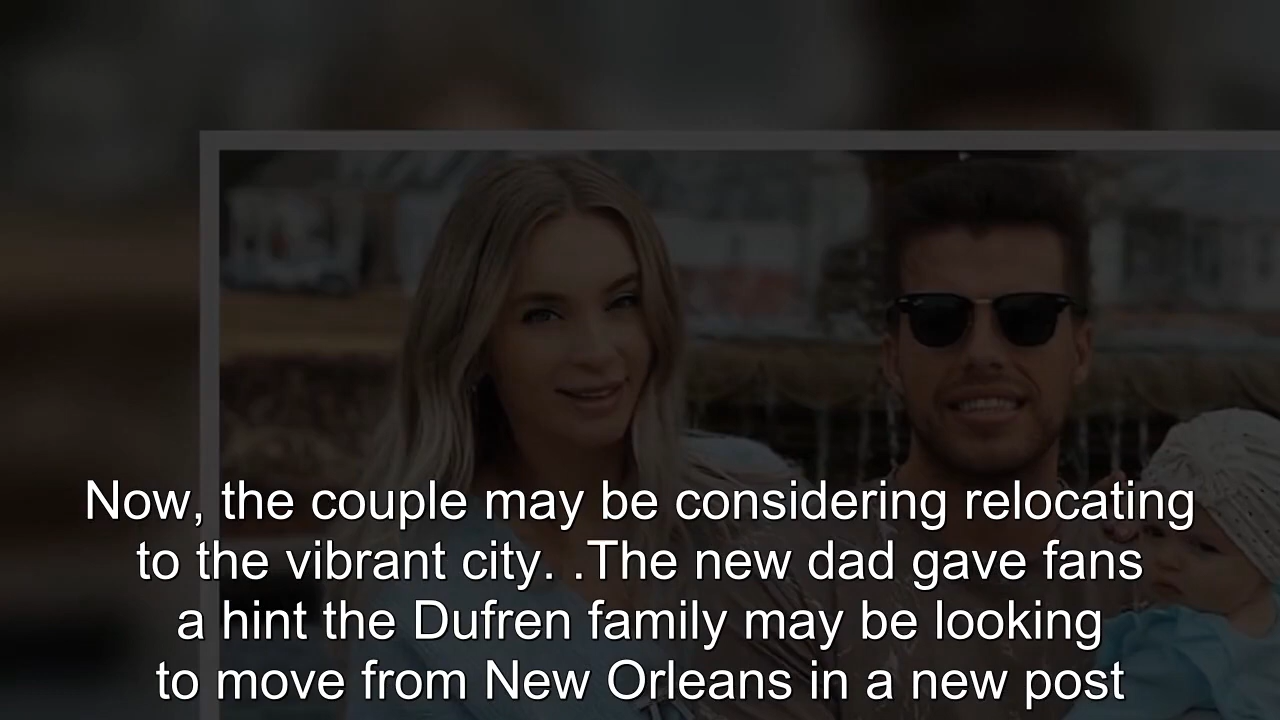 Now, the couple may be considering relocating
to the vibrant city. .The new dad gave fans
a hint the Dufren family may be looking
to move from New Orleans in a new post